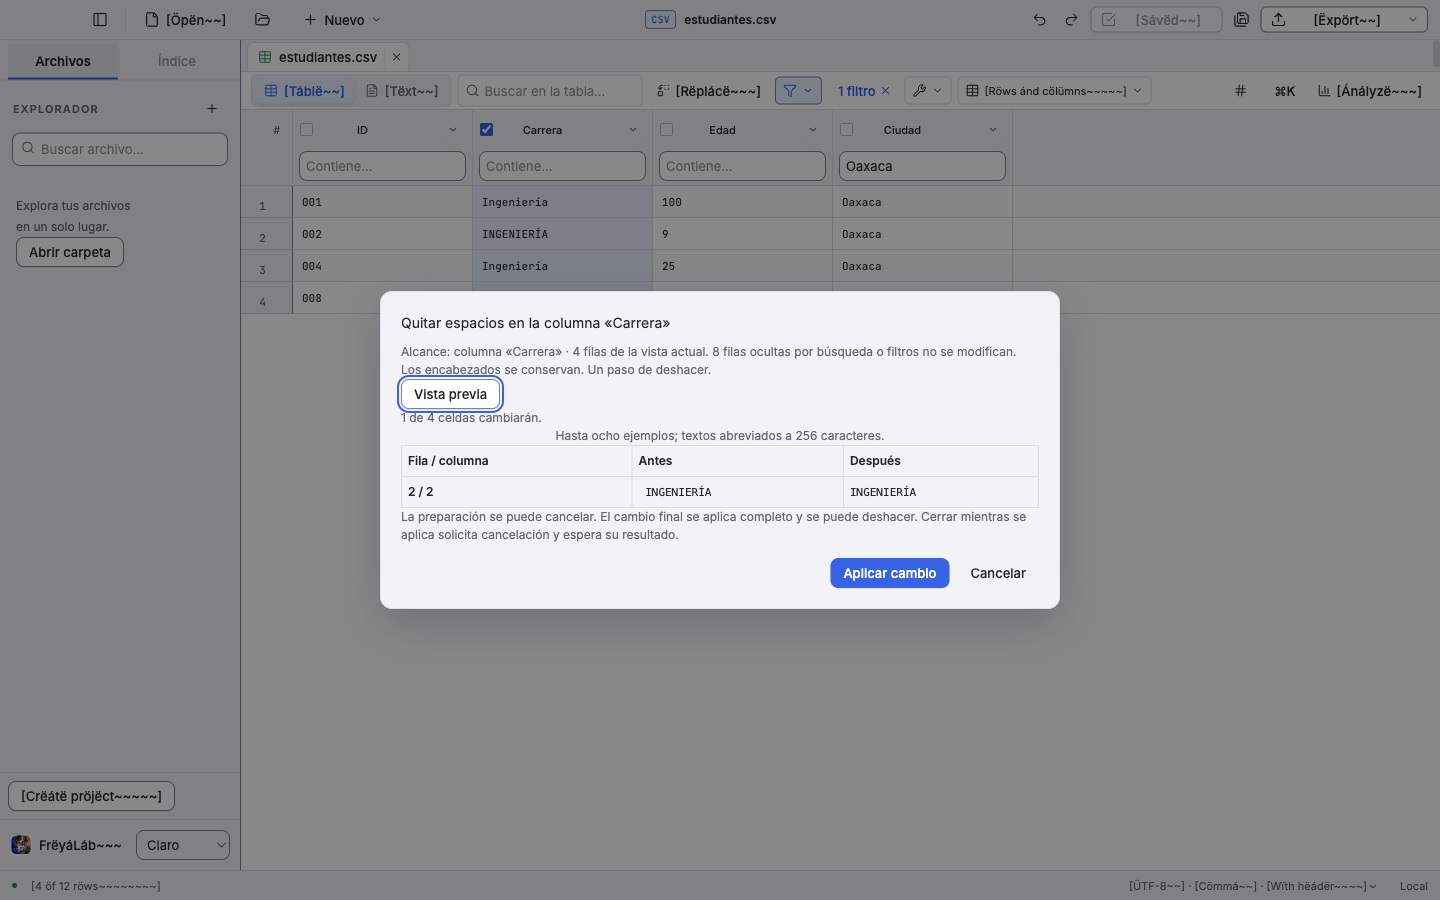 [Öpën~~]
Nuevo
CSV estudiantes.csv
[Sávëd~~]
[Ëxpört~~]
Archivos
Índice
estudiantes.csv
[Táblë~~]
[Tëxt~~]
Buscar en la tabla...
[Rëplácë~~~]
1 filtro
[Röws ánd cölümns~~~~~]
#
⌘K
[Ánályzë~~~]
EXPLORADOR
Buscar archivo...
Explora tus archivos
en un solo lugar.
Abrir carpeta
# ID Carrera Edad Ciudad
Contiene... Contiene... Contiene... Oaxaca
1 001 Ingeniería 100 Oaxaca
2 002 INGENIERÍA 9 Oaxaca
3 004 Ingeniería 25 Oaxaca
4 008
Quitar espacios en la columna «Carrera»
Alcance: columna «Carrera» · 4 filas de la vista actual. 8 filas ocultas por búsqueda o filtros no se modifican.
Los encabezados se conservan. Un paso de deshacer.
Vista previa
1 de 4 celdas cambiarán.
Hasta ocho ejemplos; textos abreviados a 256 caracteres.
Fila / columna Antes Después
2 / 2 INGENIERÍA INGENIERÍA
La preparación se puede cancelar. El cambio final se aplica completo y se puede deshacer. Cerrar mientras se
aplica solicita cancelación y espera su resultado.
Aplicar cambio
Cancelar
[Crëátë pröjëct~~~~~]
FrëyáLáb~~~
Claro
[4 öf 12 röws~~~~~~~~]
[ÜTF-8~~] · [Cömmá~~] · [Wïth hëádër~~~~]
Local